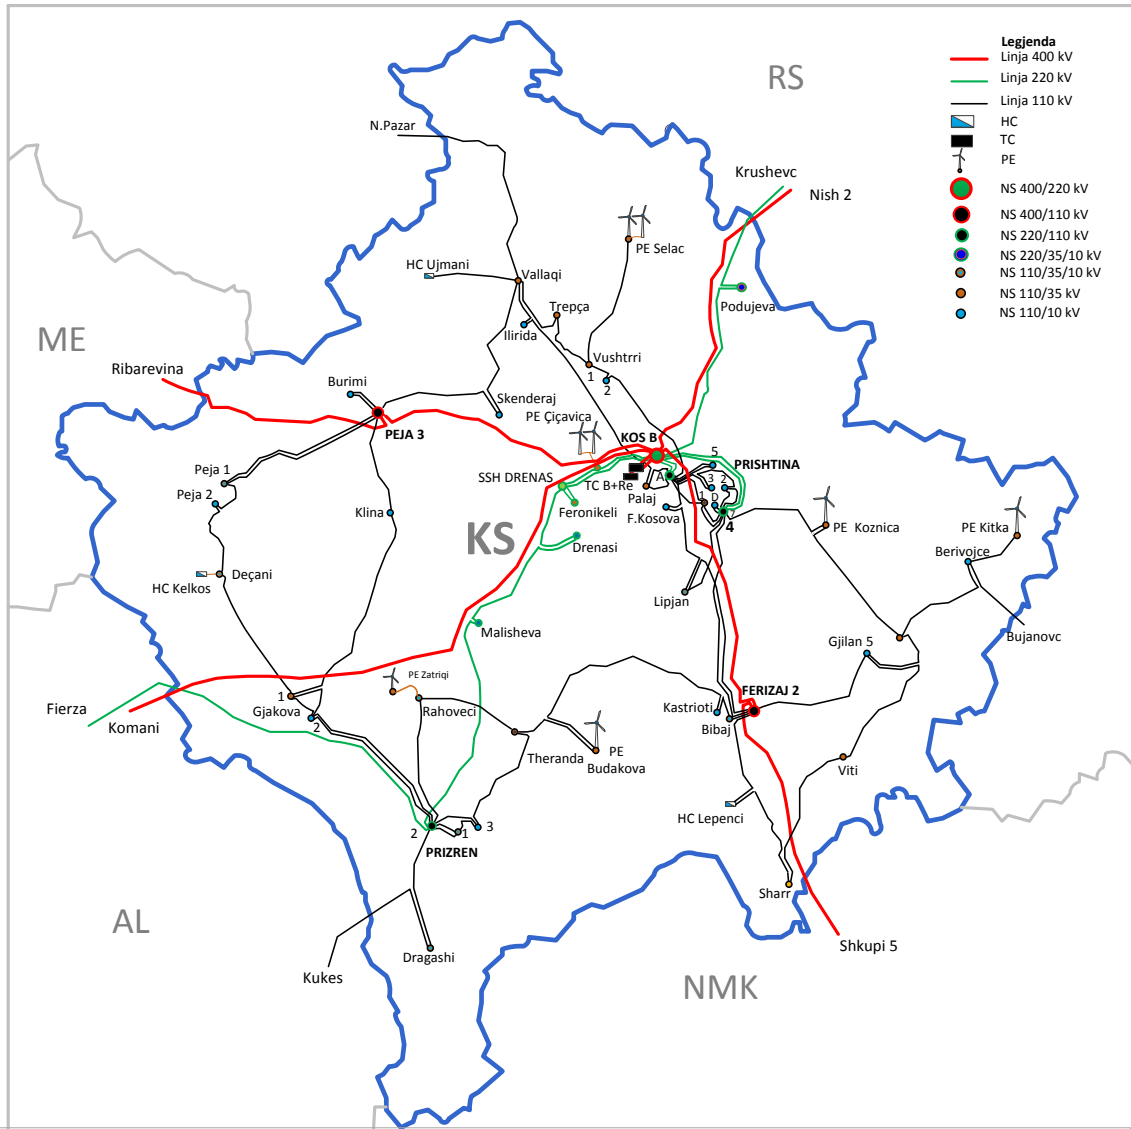 Legjenda
Linja 400 kV
Linja 220 kV
Linja 110 kV
HC
TC
PE
NS 400/220 kV
NS 400/110 kV
NS 220/110 kV
NS 220/35/10 kV
NS 110/35/10 kV
NS 110/35 kV
NS 110/10 kV
RS
N.Pazar
Krushevc
Nish 2
PE Selac
HC Ujmani
Vallaqi
Trepça
Podujeva
Ilirida
ME
Ribarevina
Vushtrri
1
2
Burimi
Skenderaj
PE Çiçavica
PEJA 3
KOS B
PRISHTINA
5
Peja 1
SSH DRENAS
TC B+Re
A
3
2
Peja 2
Palaj
1
D
Feronikeli
F.Kosova
4
Klina
KS
PE Koznica
PE Kitka
Drenasi
Berivojce
Deçani
HC Kelkos
Lipjan
Malisheva
Bujanovc
Gjilan 5
PE Zatriqi
FERIZAJ 2
1
Gjakova
2
Rahoveci
Kastrioti
Bibaj
Fierza
Komani
Theranda
PE
Budakova
Viti
HC Lepenci
2
1
3
PRIZREN
Sharr
AL
Dragashi
Shkupi 5
Kukes
NMK